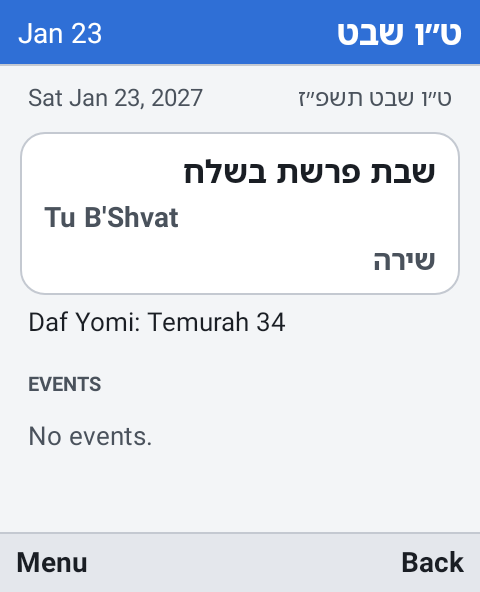 Jan 23 ט״ו שבט
Sat Jan 23, 2027 ט״ו שבט תשפ״ז
שבת פרשת בשלח
Tu B'Shvat
שירה
Daf Yomi: Temurah 34
EVENTS
No events.
Menu Back